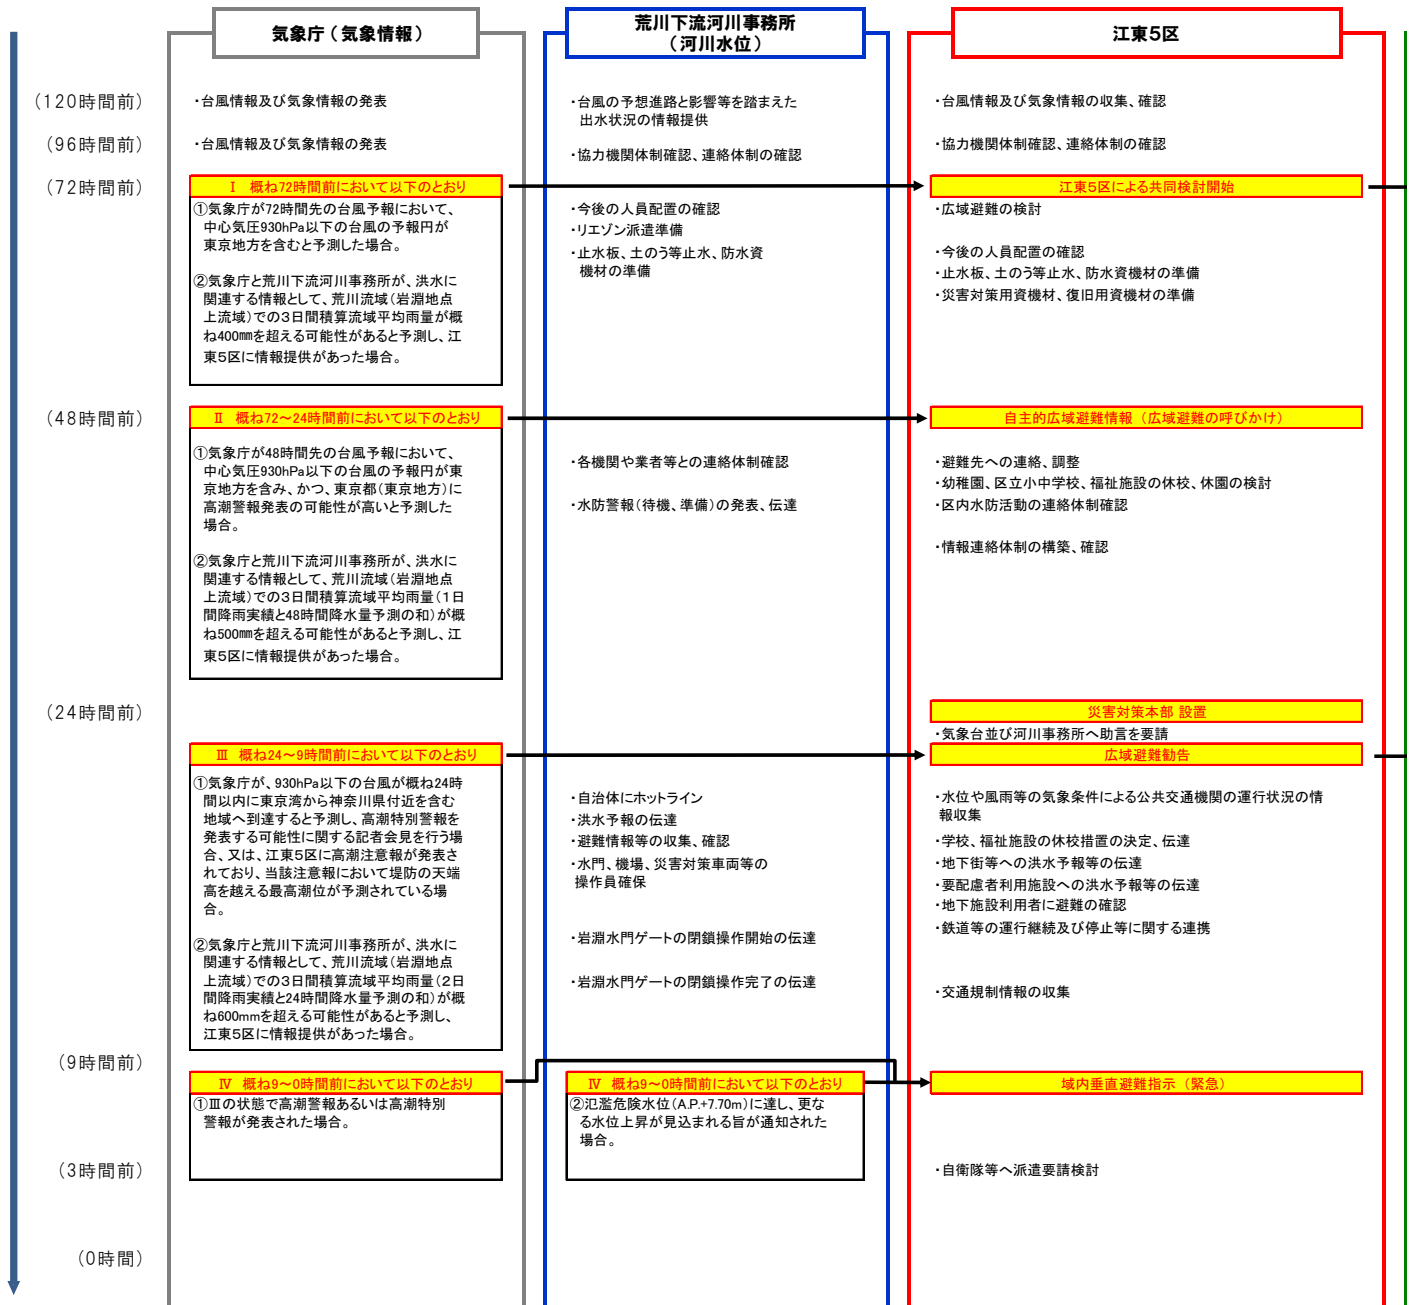 気象庁（気象情報）
荒川下流河川事務所
（河川水位）
江東5区
（120時間前）
・台風情報及び気象情報の発表
・台風の予想進路と影響等を踏まえた
出水状況の情報提供
・台風情報及び気象情報の収集、確認
（96時間前）
・台風情報及び気象情報の発表
・協力機関体制確認、連絡体制の確認
・協力機関体制確認、連絡体制の確認
（72時間前）
Ⅰ　概ね72時間前において以下のとおり
①気象庁が72時間先の台風予報において、
中心気圧930hPa以下の台風の予報円が
東京地方を含むと予測した場合。
②気象庁と荒川下流河川事務所が、洪水に
関連する情報として、荒川流域（岩淵地点
上流域）での3日間積算流域平均雨量が概
ね400㎜を超える可能性があると予測し、江
東5区に情報提供があった場合。
・今後の人員配置の確認
・リエゾン派遣準備
・止水板、土のう等止水、防水資
機材の準備
江東5区による共同検討開始
・広域避難の検討
・今後の人員配置の確認
・止水板、土のう等止水、防水資機材の準備
・災害対策用資機材、復旧用資機材の準備
（48時間前）
Ⅱ　概ね72～24時間前において以下のとおり
①気象庁が48時間先の台風予報において、
中心気圧930hPa以下の台風の予報円が東
京地方を含み、かつ、東京都（東京地方）に
高潮警報発表の可能性が高いと予測した
場合。
②気象庁と荒川下流河川事務所が、洪水に
関連する情報として、荒川流域（岩淵地点
上流域）での3日間積算流域平均雨量（1日
間降雨実績と48時間降水量予測の和）が概
ね500㎜を超える可能性があると予測し、江
東5区に情報提供があった場合。
・各機関や業者等との連絡体制確認
・水防警報（待機、準備）の発表、伝達
自主的広域避難情報（広域避難の呼びかけ）
・避難先への連絡、調整
・幼稚園、区立小中学校、福祉施設の休校、休園の検討
・区内水防活動の連絡体制確認
・情報連絡体制の構築、確認
（24時間前）
災害対策本部 設置
・気象台並び河川事務所へ助言を要請
Ⅲ　概ね24～9時間前において以下のとおり
①気象庁が、930hPa以下の台風が概ね24時
間以内に東京湾から神奈川県付近を含む
地域へ到達すると予測し、高潮特別警報を
発表する可能性に関する記者会見を行う場
合、又は、江東5区に高潮注意報が発表さ
れており、当該注意報において堤防の天端
高を越える最高潮位が予測されている場
合。
②気象庁と荒川下流河川事務所が、洪水に
関連する情報として、荒川流域（岩淵地点
上流域）での3日間積算流域平均雨量（2日
間降雨実績と24時間降水量予測の和）が概
ね600mmを超える可能性があると予測し、
江東5区に情報提供があった場合。
・自治体にホットライン
・洪水予報の伝達
・避難情報等の収集、確認
・水門、機場、災害対策車両等の
操作員確保
・岩淵水門ゲートの閉鎖操作開始の伝達
・岩淵水門ゲートの閉鎖操作完了の伝達
広域避難勧告
・水位や風雨等の気象条件による公共交通機関の運行状況の情
報収集
・学校、福祉施設の休校措置の決定、伝達
・地下街等への洪水予報等の伝達
・要配慮者利用施設への洪水予報等の伝達
・地下施設利用者に避難の確認
・鉄道等の運行継続及び停止等に関する連携
・交通規制情報の収集
（9時間前）
Ⅳ　概ね9～0時間前において以下のとおり
①Ⅲの状態で高潮警報あるいは高潮特別
警報が発表された場合。
Ⅳ　概ね9～0時間前において以下のとおり
②氾濫危険水位（A.P.+7.70m）に達し、更な
る水位上昇が見込まれる旨が通知された
場合。
域内垂直避難指示（緊急）
（3時間前）
・自衛隊等へ派遣要請検討
（0時間）